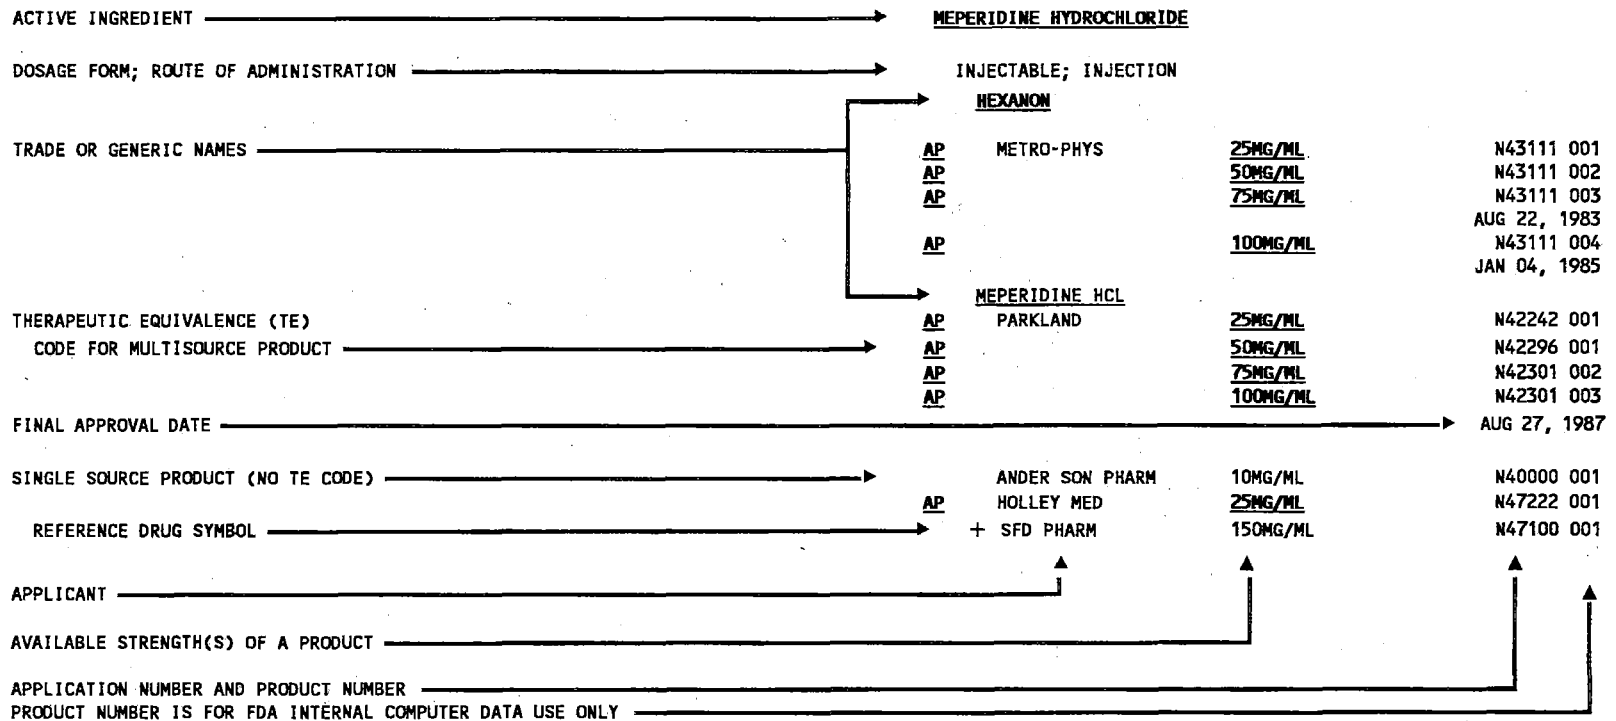 ACTIVE INGREDIENT MEPERIDINE HYDROCHLORIDE
DOSAGE FORM; ROUTE OF ADMINISTRATION INJECTABLE; INJECTION
HEXANON
TRADE OR GENERIC NAMES AP METRO-PHYS 25MG/ML N43111 001
AP 50MG/ML N43111 002
AP 75MG/ML N43111 003
AUG 22, 1983
AP 100MG/ML N43111 004
JAN 04, 1985
MEPERIDINE HCL
THERAPEUTIC EQUIVALENCE (TE) AP PARKLAND 25MG/ML N42242 001
CODE FOR MULTISOURCE PRODUCT AP 50MG/ML N42296 001
AP 75MG/ML N42301 002
AP 100MG/ML N42301 003
FINAL APPROVAL DATE AUG 27, 1987
SINGLE SOURCE PRODUCT (NO TE CODE) ANDER SON PHARM 10MG/ML N40000 001
AP HOLLEY MED 25MG/ML N47222 001
REFERENCE DRUG SYMBOL + SFD PHARM 150MG/ML N47100 001
APPLICANT
AVAILABLE STRENGTH(S) OF A PRODUCT
APPLICATION NUMBER AND PRODUCT NUMBER
PRODUCT NUMBER IS FOR FDA INTERNAL COMPUTER DATA USE ONLY